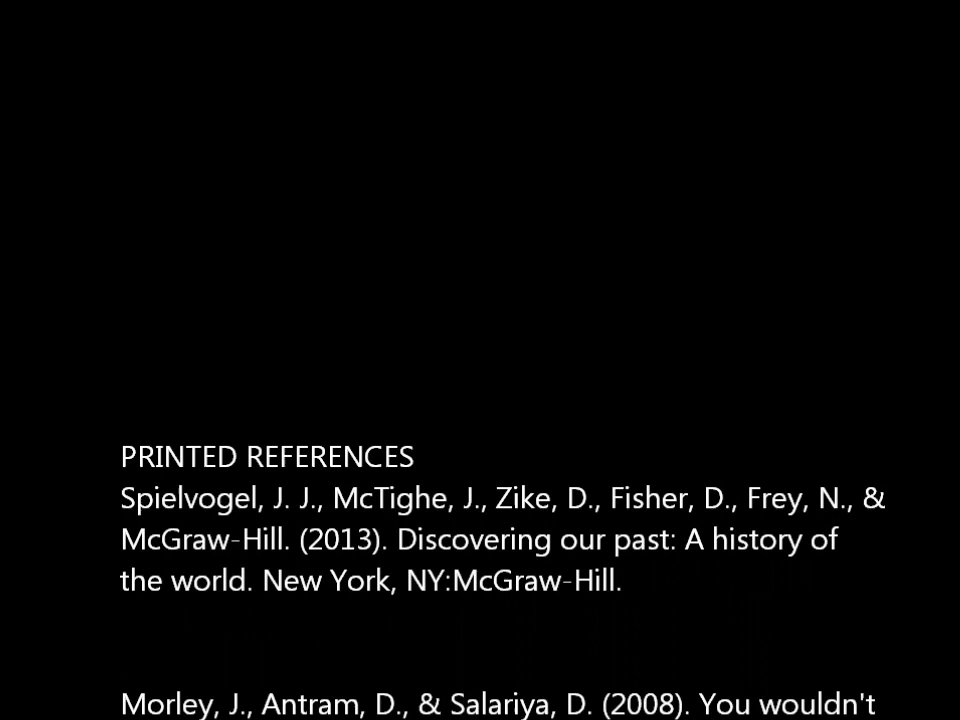 PRINTED REFERENCES
Spielvogel, J. J., McTighe, J., Zike, D., Fisher, D., Frey, N., &
McGraw-Hill. (2013). Discovering our past: A history of
the world. New York, NY:McGraw-Hill.
Morley, J., Antram, D., & Salariya, D. (2008). You wouldn't